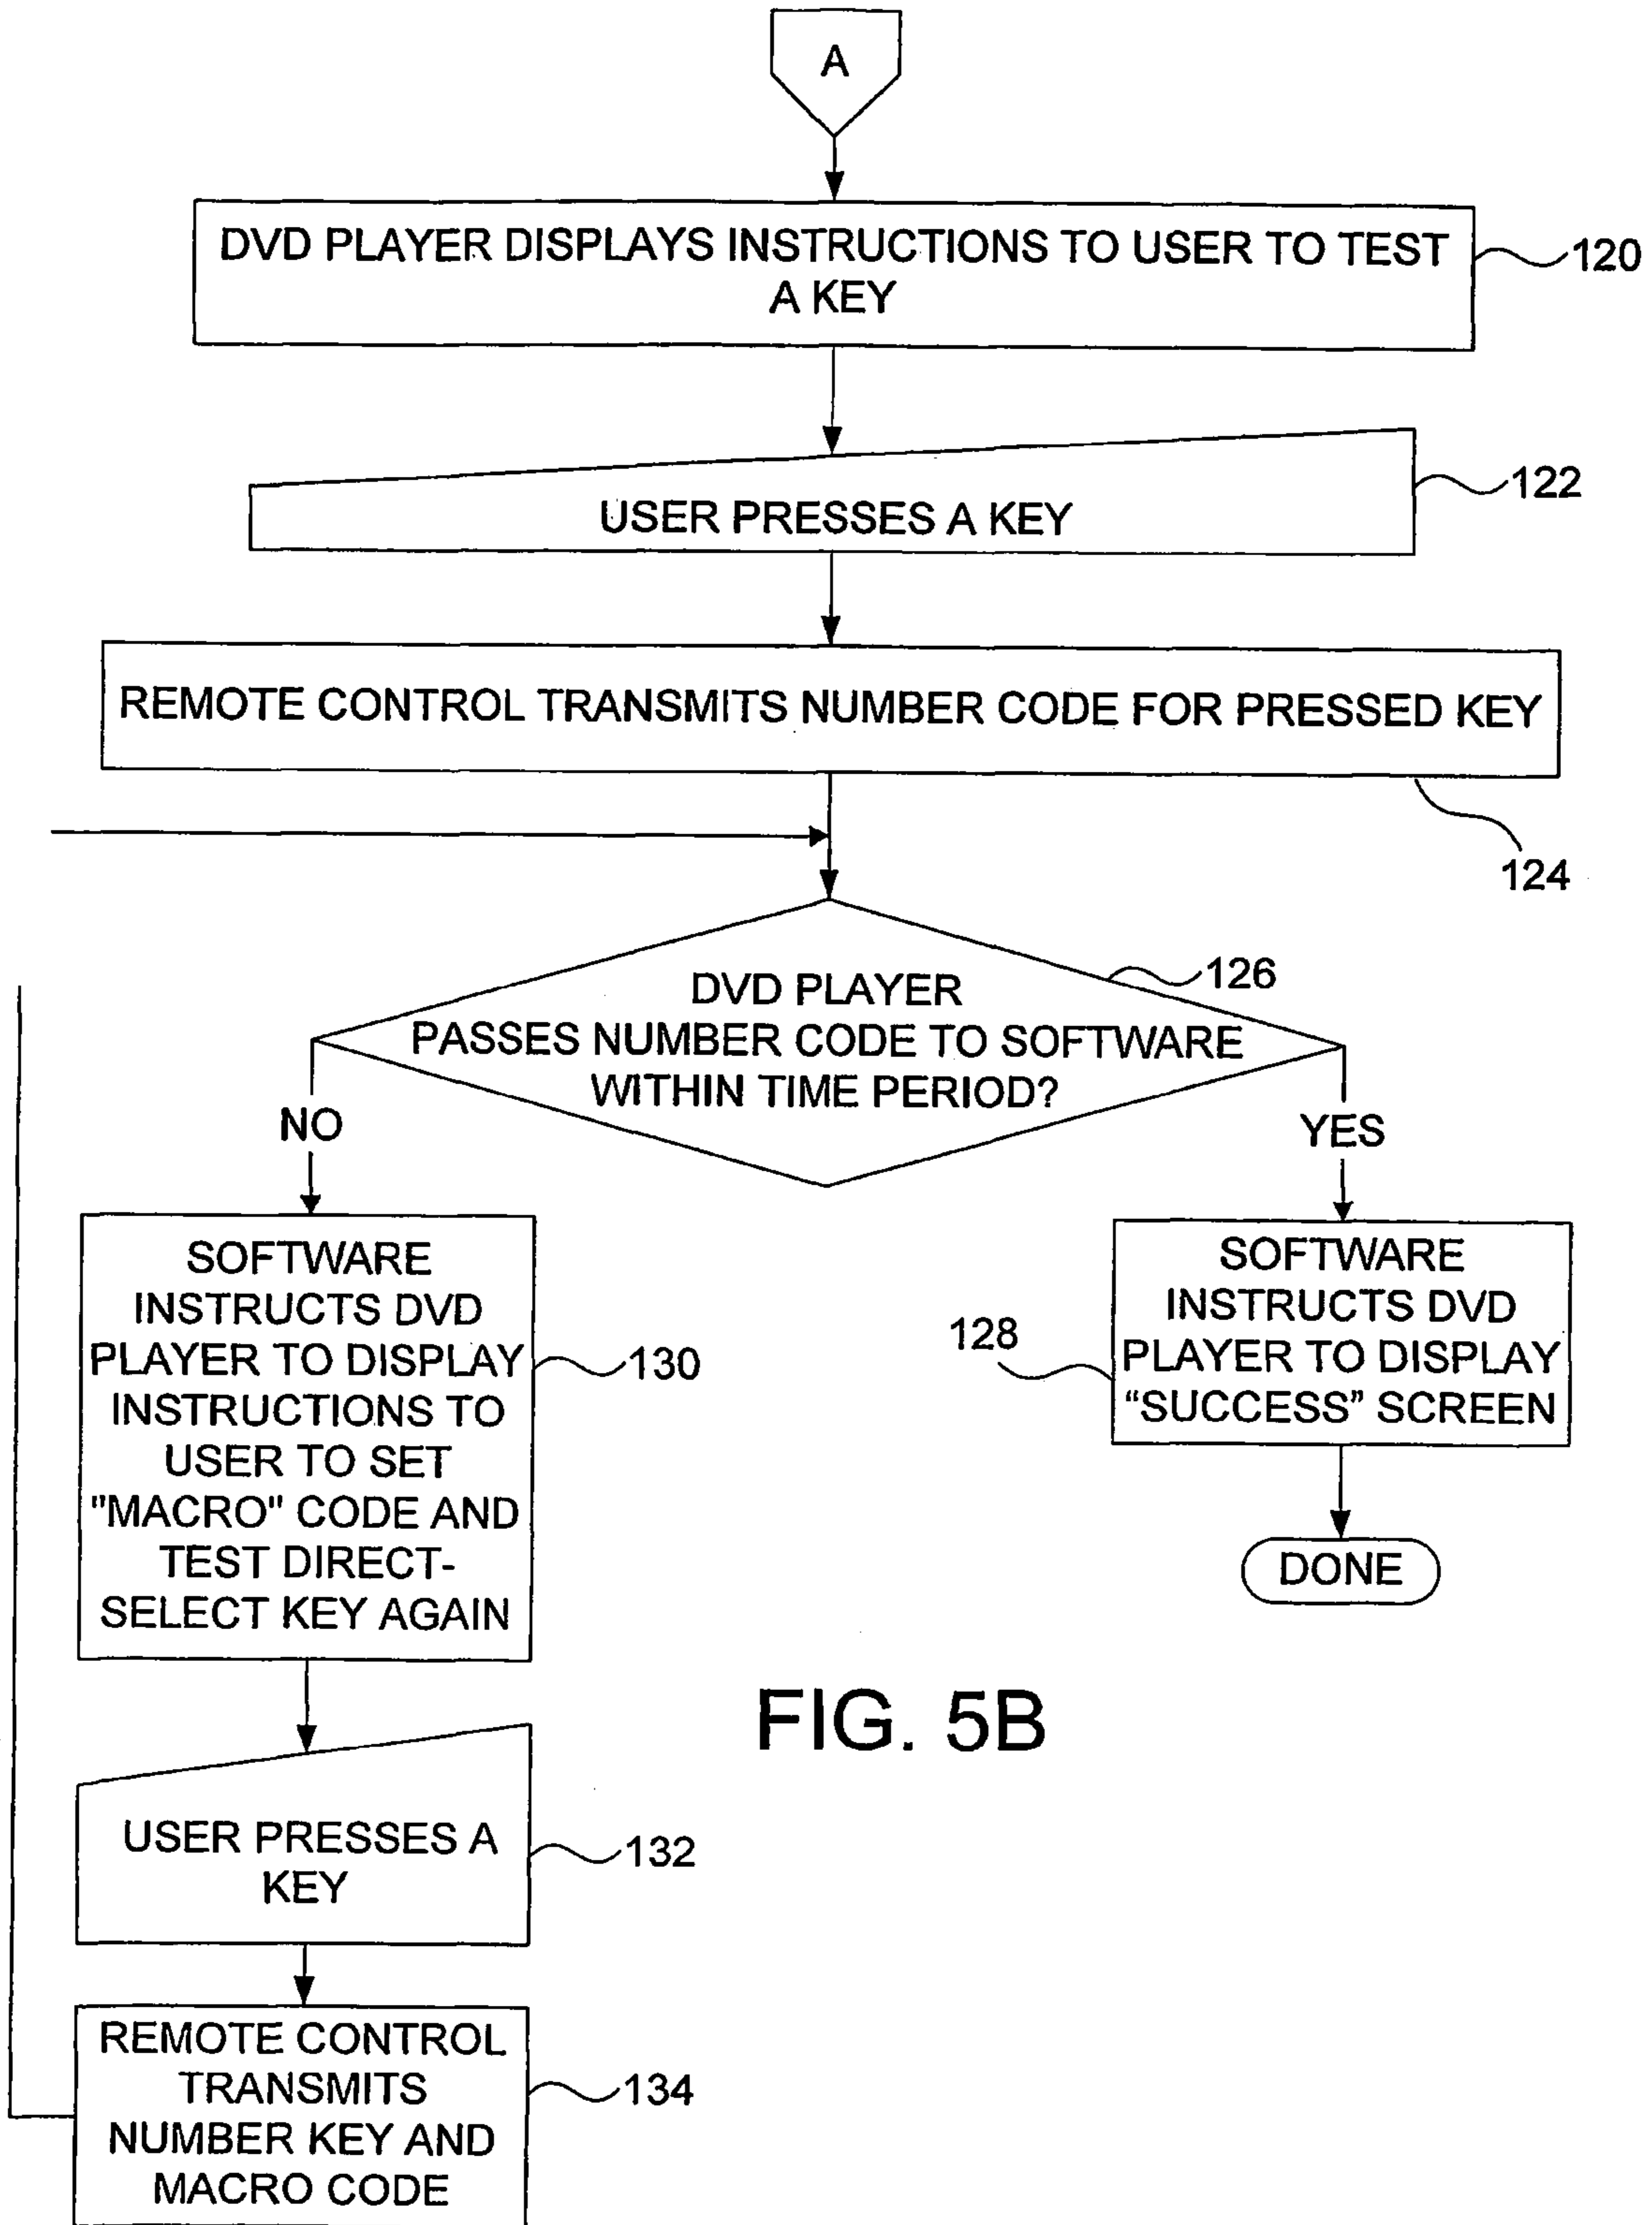 A
DVD PLAYER DISPLAYS INSTRUCTIONS TO USER TO TEST
A KEY
120
USER PRESSES A KEY
122
REMOTE CONTROL TRANSMITS NUMBER CODE FOR PRESSED KEY
124
DVD PLAYER
PASSES NUMBER CODE TO SOFTWARE
WITHIN TIME PERIOD?
126
NO
YES
SOFTWARE
INSTRUCTS DVD
PLAYER TO DISPLAY
INSTRUCTIONS TO
USER TO SET
"MACRO" CODE AND
TEST DIRECT-
SELECT KEY AGAIN
130
SOFTWARE
INSTRUCTS DVD
PLAYER TO DISPLAY
“SUCCESS” SCREEN
128
DONE
FIG. 5B
USER PRESSES A
KEY
132
REMOTE CONTROL
TRANSMITS
NUMBER KEY AND
MACRO CODE
134